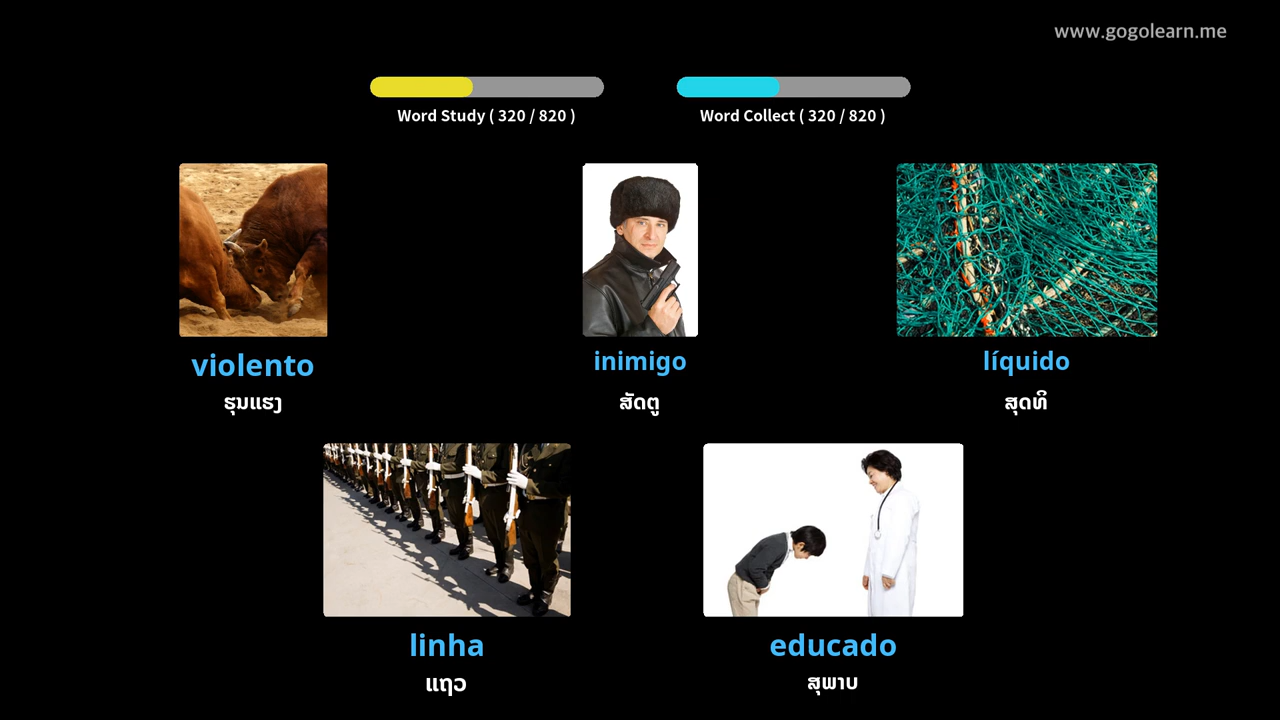 www.gogolearn.me
Word Study ( 320 / 820 )
Word Collect ( 320 / 820 )
violento
ຮຸນແຮງ
inimigo
ສັດຕູ
líquido
ສຸດທິ
linha
ແຖວ
educado
ສຸພາບ